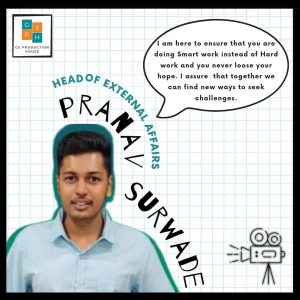 C G
P H
CG PRODUCTION
HOUSE
I am here to ensure that you are
doing Smart work instead of Hard
work and you never loose your
hope. I assure that together we
can find new ways to seek
challenges.
HEAD OF EXTERNAL AFFAIRS
PRANAV SURWADE